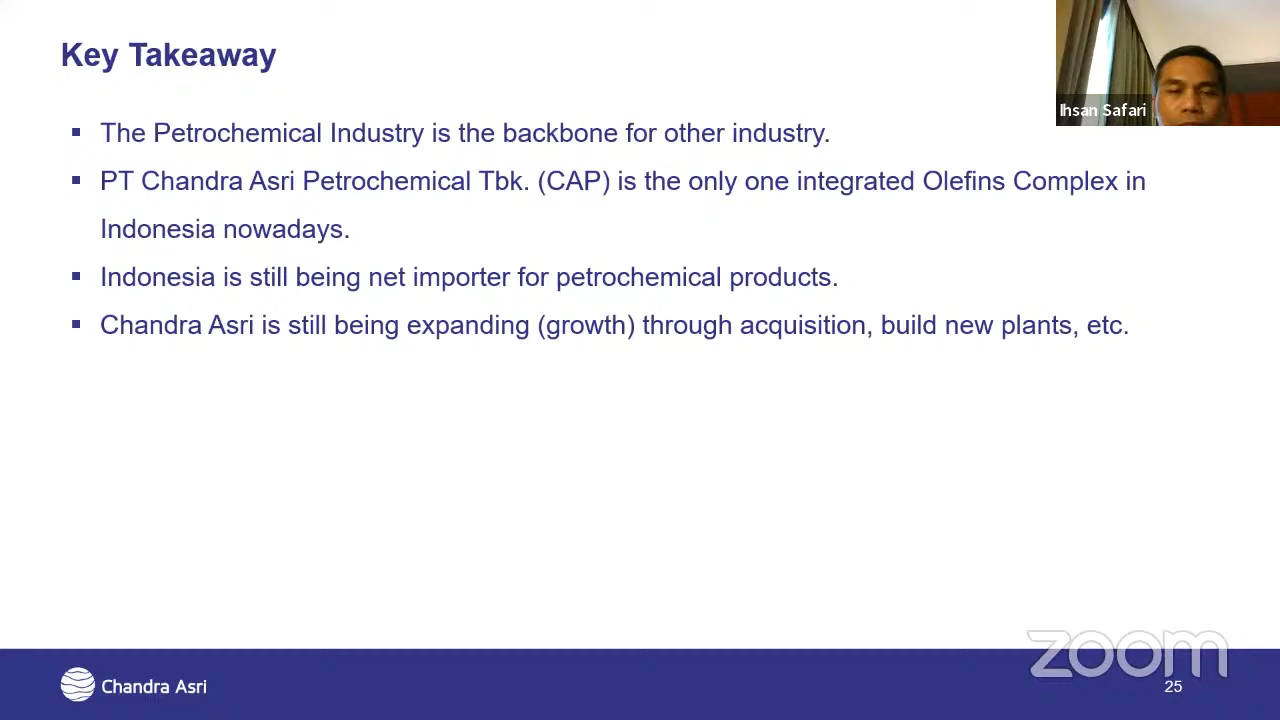 Key Takeaway
Ihsan Safari
▪ The Petrochemical Industry is the backbone for other industry.
▪ PT Chandra Asri Petrochemical Tbk. (CAP) is the only one integrated Olefins Complex in
Indonesia nowadays.
▪ Indonesia is still being net importer for petrochemical products.
▪ Chandra Asri is still being expanding (growth) through acquisition, build new plants, etc.
zoom
Chandra Asri
25